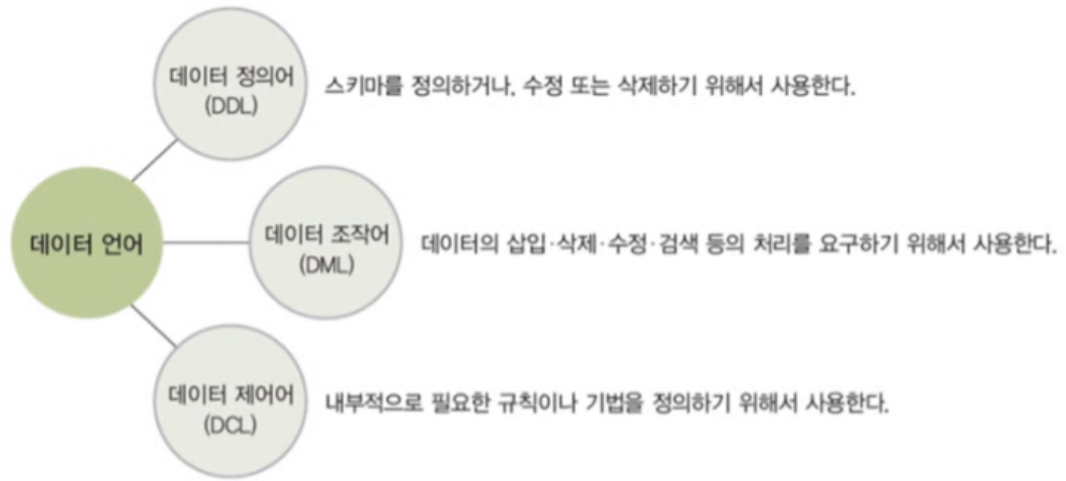 데이터 정의어
(DDL)
스키마를 정의하거나, 수정 또는 삭제하기 위해서 사용한다.
데이터 언어
데이터 조작어
(DML)
데이터의 삽입·삭제·수정·검색 등의 처리를 요구하기 위해서 사용한다.
데이터 제어어
(DCL)
내부적으로 필요한 규칙이나 기법을 정의하기 위해서 사용한다.